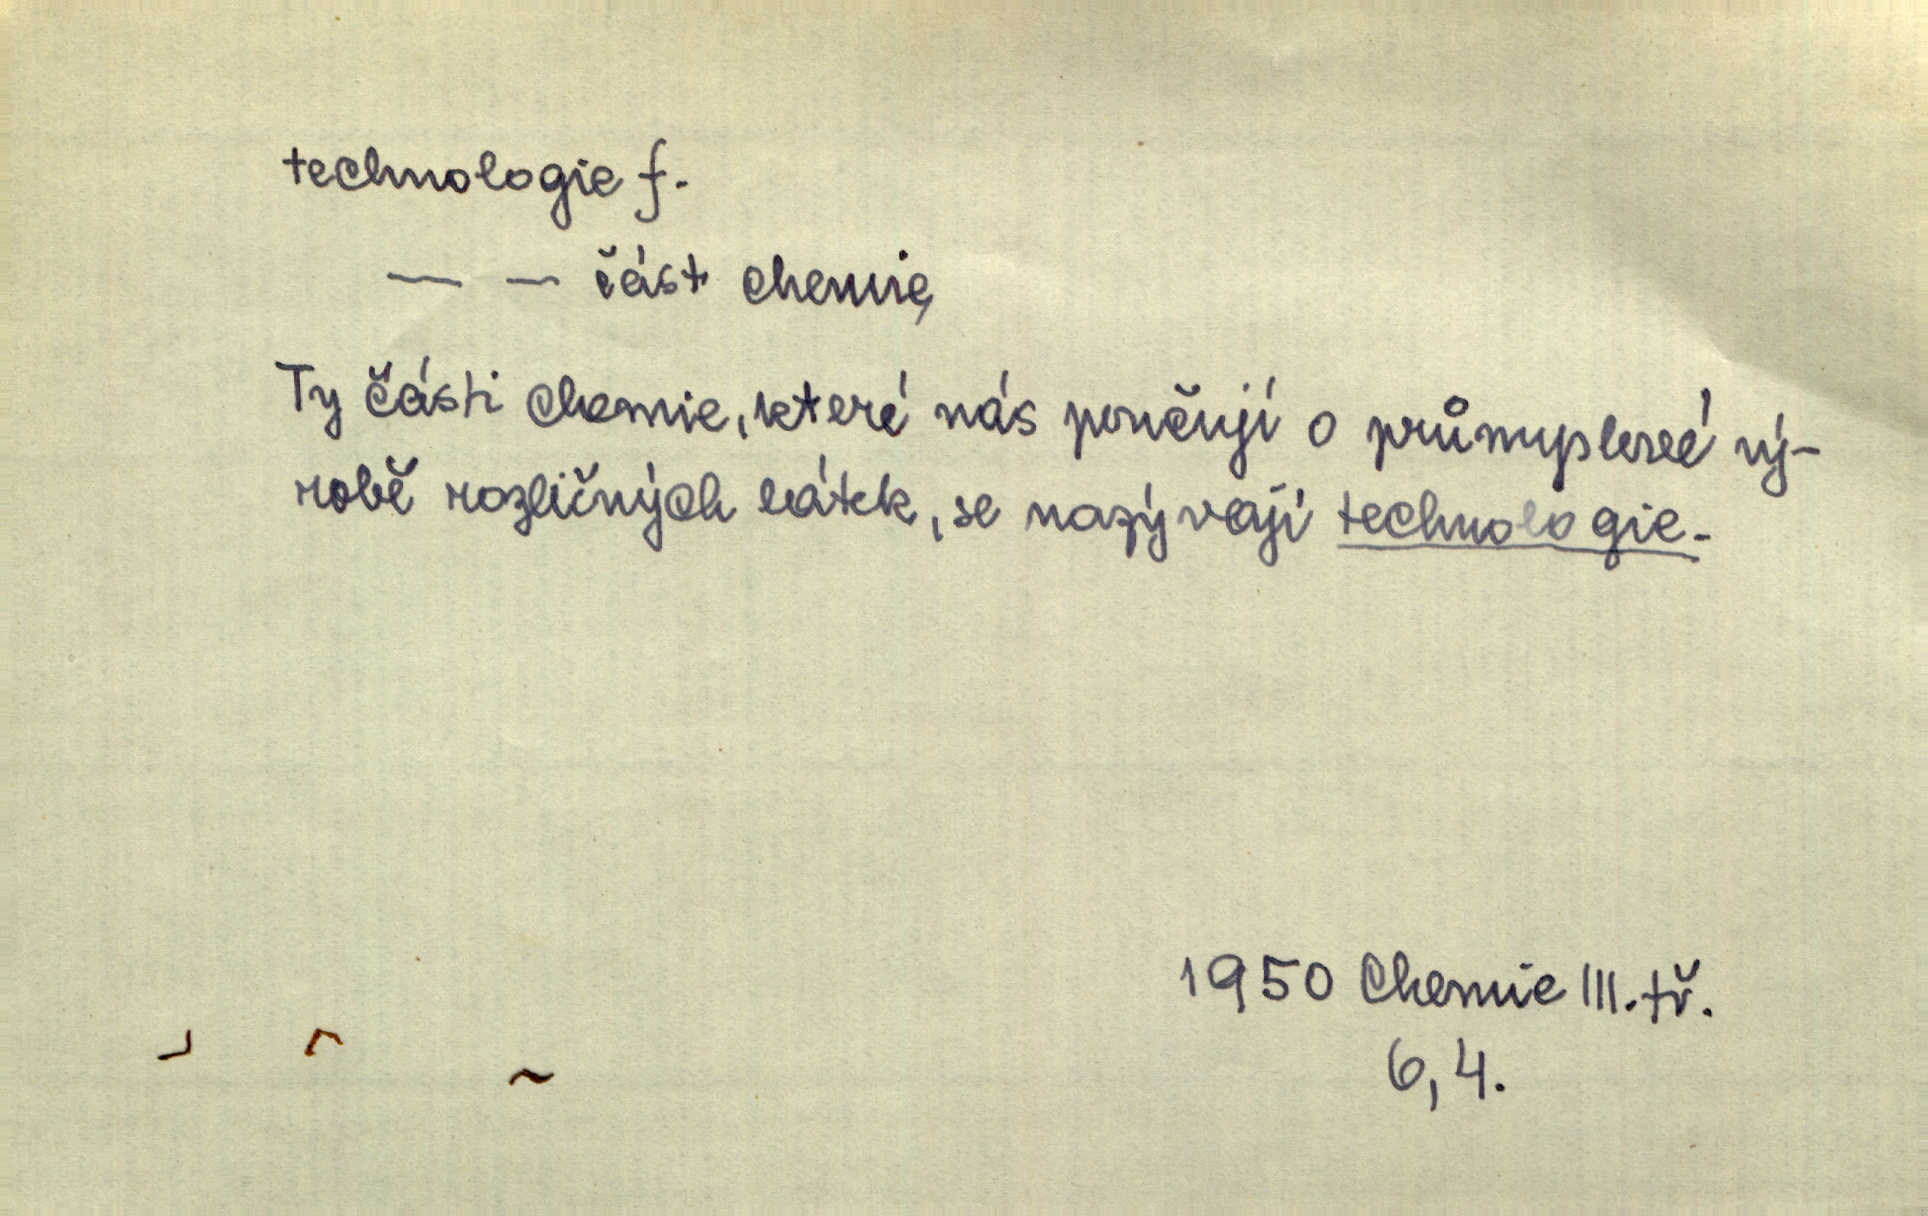 technologie f.
— — část chemie,
Ty části chemie, které nás poučují o průmyslové vý-
robě rozličných látek, se nazývají technologie.
1950 Chemie III. tř.
6, 4.